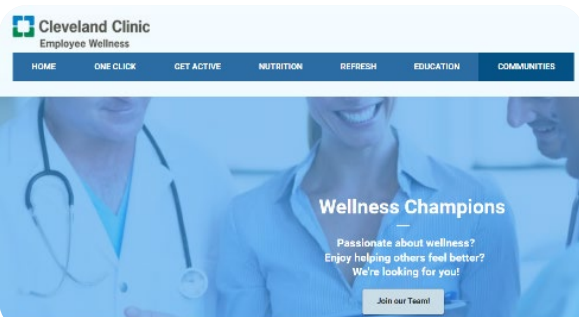 Cleveland Clinic
Employee Wellness
HOME ONE CLICK GET ACTIVE NUTRITION REFRESH EDUCATION COMMUNITIES
Wellness Champions
Passionate about wellness?
Enjoy helping others feel better?
We're looking for you!
Join our Team!